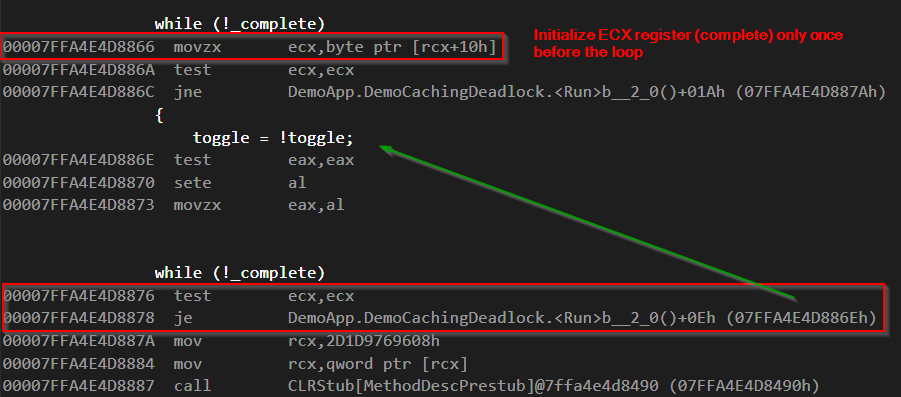 while (!_complete)
00007FFA4E4D8866 movzx ecx,byte ptr [rcx+10h]
Initialize ECX register (complete) only once
before the loop
00007FFA4E4D886A test ecx,ecx
00007FFA4E4D886C jne DemoApp.DemoCachingDeadlock.<Run>b__2_0()+01Ah (07FFA4E4D887Ah)
{
toggle = !toggle;
00007FFA4E4D886E test eax,eax
00007FFA4E4D8870 sete al
00007FFA4E4D8873 movzx eax,al
while (!_complete)
00007FFA4E4D8876 test ecx,ecx
00007FFA4E4D8878 je DemoApp.DemoCachingDeadlock.<Run>b__2_0()+0Eh (07FFA4E4D886Eh)
00007FFA4E4D887A mov rcx,2D1D9769608h
00007FFA4E4D8884 mov rcx,qword ptr [rcx]
00007FFA4E4D8887 call CLRStub[MethodDescPrestub]@7ffa4e4d8490 (07FFA4E4D8490h)